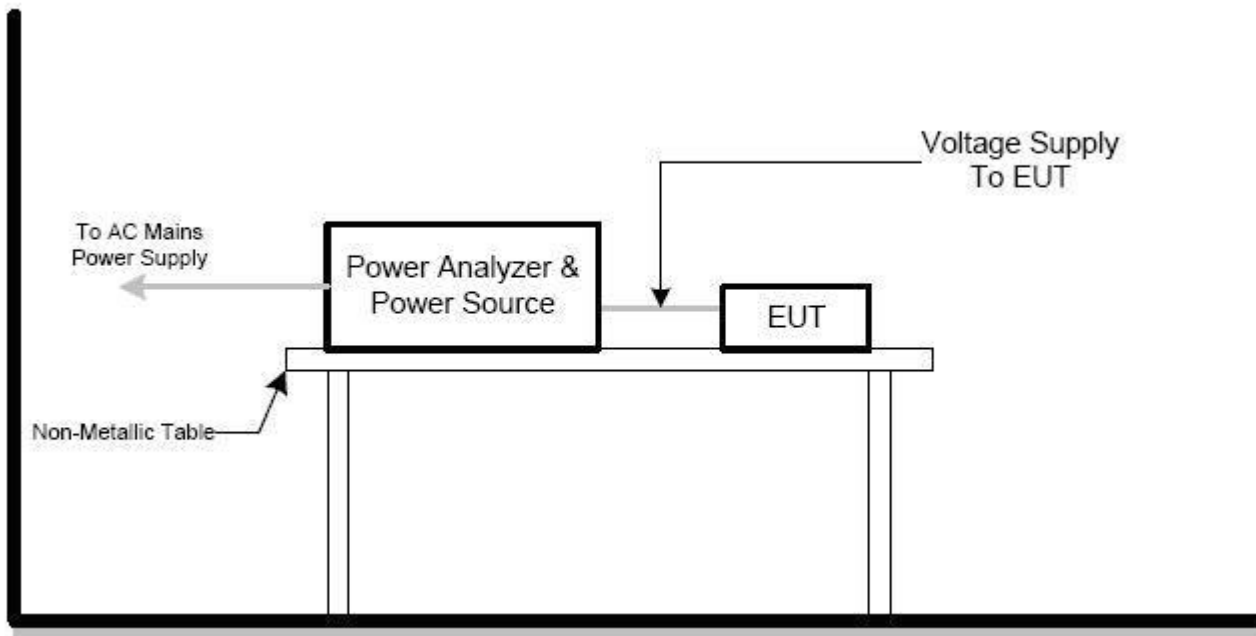 Voltage Supply
To EUT
To AC Mains
Power Supply
Power Analyzer &
Power Source
EUT
Non-Metallic Table